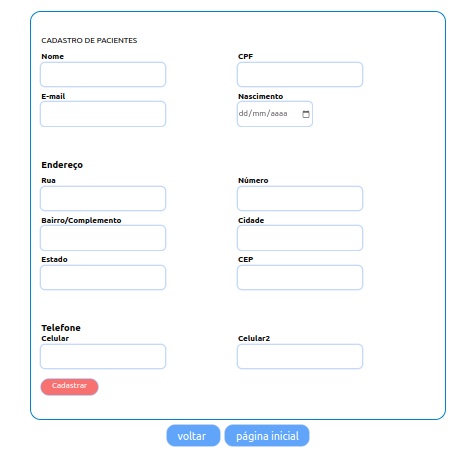 CADASTRO DE PACIENTES
Nome CPF
E-mail Nascimento
dd/mm/aaaa
Endereço
Rua Número
Bairro/Complemento Cidade
Estado CEP
Telefone
Celular Celular2
Cadastrar
voltar página inicial